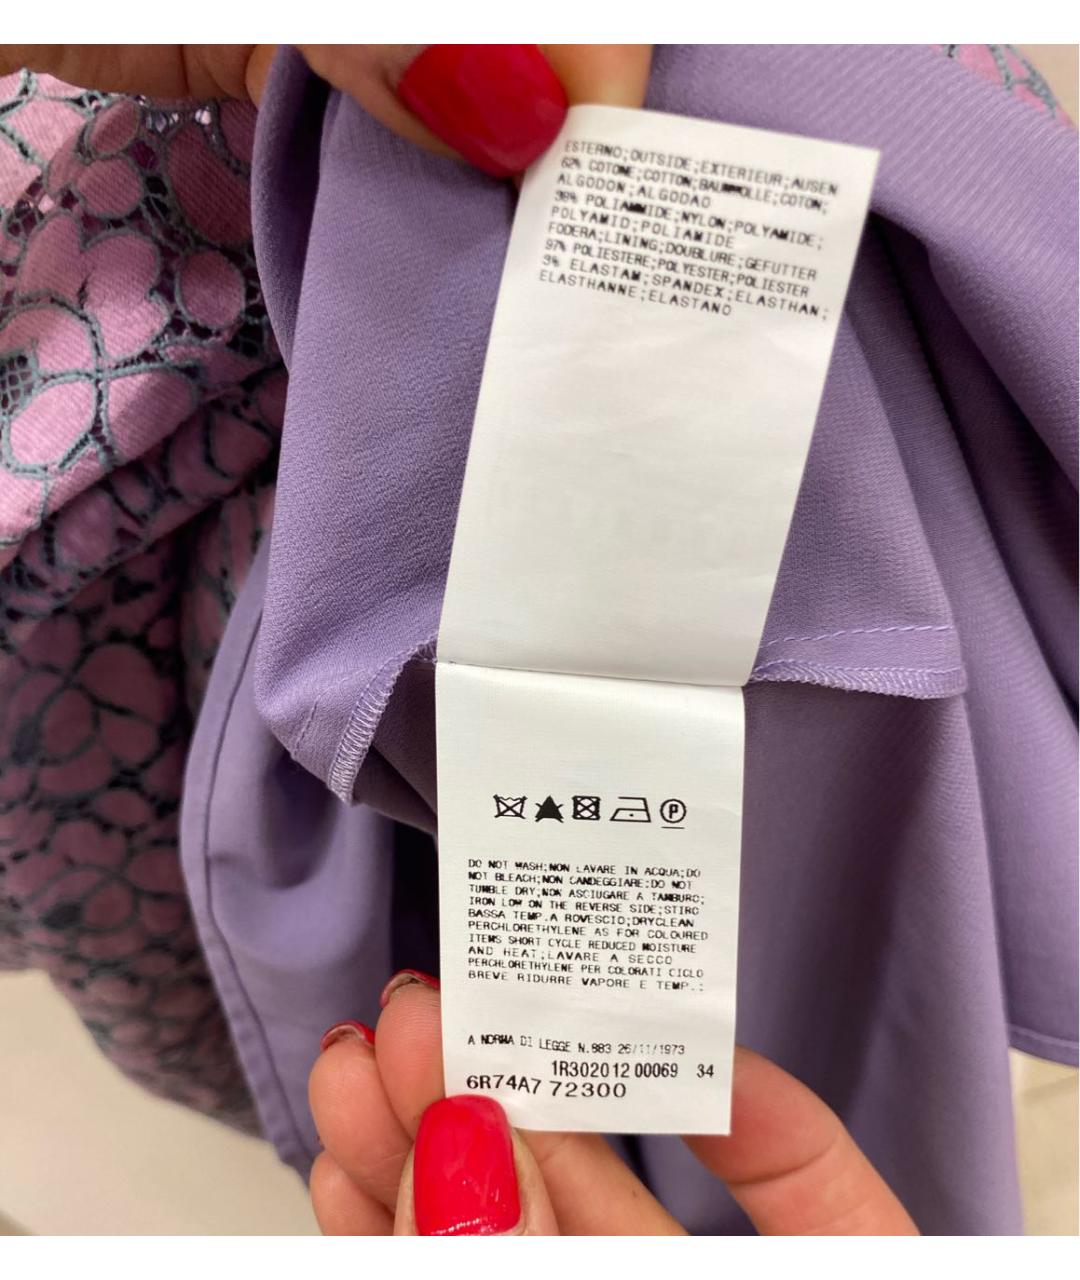 ESTERNO;OUTSIDE;EXTERIEUR;AUSEN
62% COTONE;COTTON;BAUMWOLLE;COTON;
ALGODON;ALGODAO
38% POLIAMMIDE;NYLON;POLYAMIDE;
POLYAMID;POLIAMIDE
FODERA;LINING;DOUBLURE;GEFUTTER
97% POLIESTERE;POLYESTER;POLIESTER
3% ELASTAM;SPANDEX;ELASTHAN;
ELASTHANNE;ELASTANO
P
DO NOT WASH;NON LAVARE IN ACQUA;DO
NOT BLEACH;NON CANDEGGIARE;DO NOT
TUMBLE DRY;NON ASCIUGARE A TAMBURO;
IRON LOW ON THE REVERSE SIDE;STIRO
BASSA TEMP.A ROVESCIO;DRYCLEAN
PERCHLORETHYLENE AS FOR COLOURED
ITEMS SHORT CYCLE REDUCED MOISTURE
AND HEAT;LAVARE A SECCO
PERCHLORETHYLENE PER COLORATI CICLO
BREVE RIDURRE VAPORE E TEMP.;
A NORMA DI LEGGE N.883 26/11/1973
1R302012 00069 34
6R74A7 72300